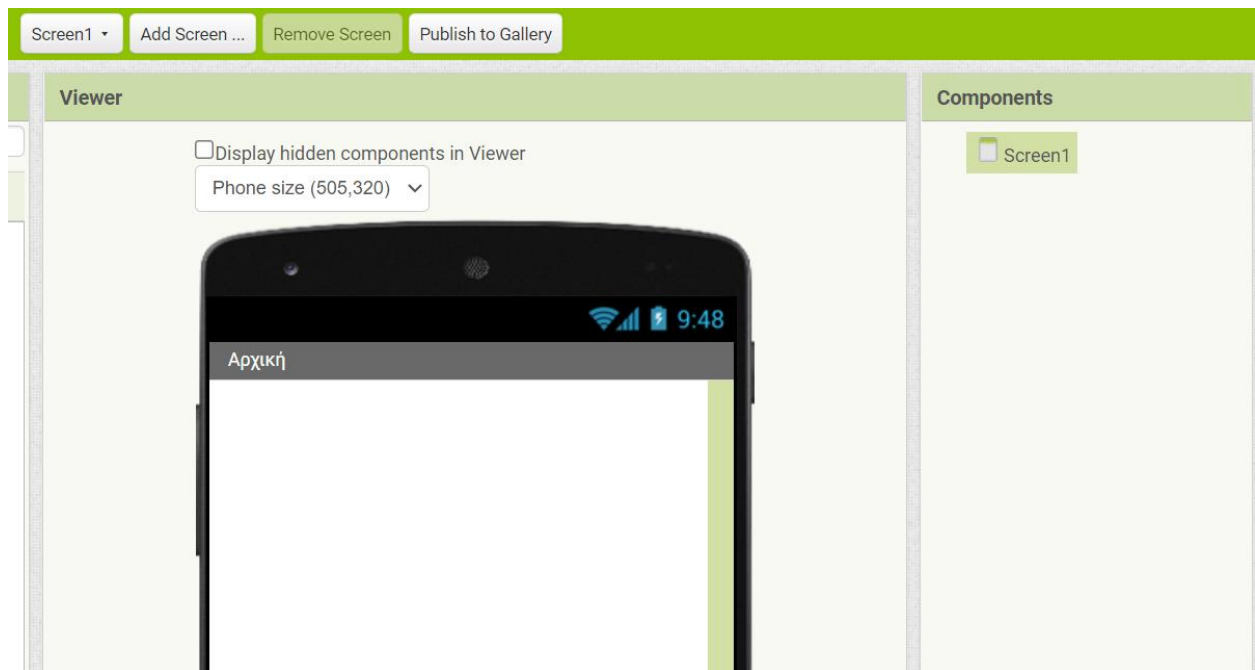 Screen1
Add Screen ...
Remove Screen
Publish to Gallery
Viewer
Components
Display hidden components in Viewer
Screen1
Phone size (505,320)
9:48
Αρχική